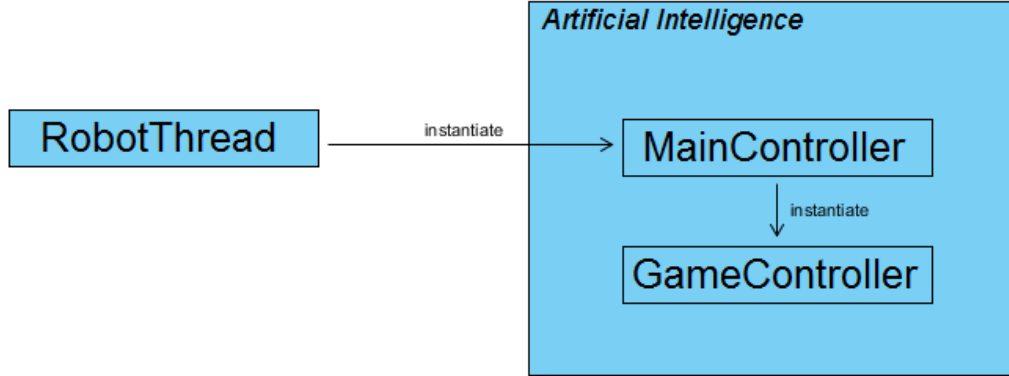 Artificial Intelligence
RobotThread
instantiate
MainController
instantiate
GameController